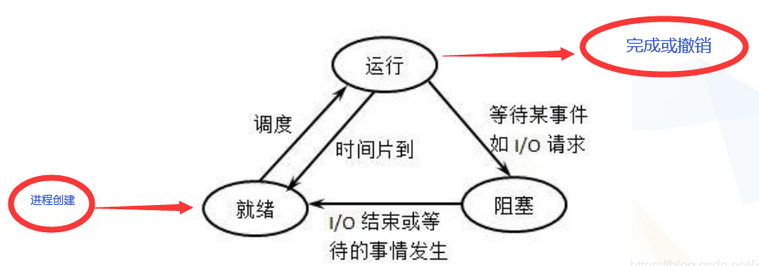 完成或撤销
运行
等待某事件
如 I/O 请求
调度
时间片到
进程创建
就绪
阻塞
I/O 结束或等
待的事情发生